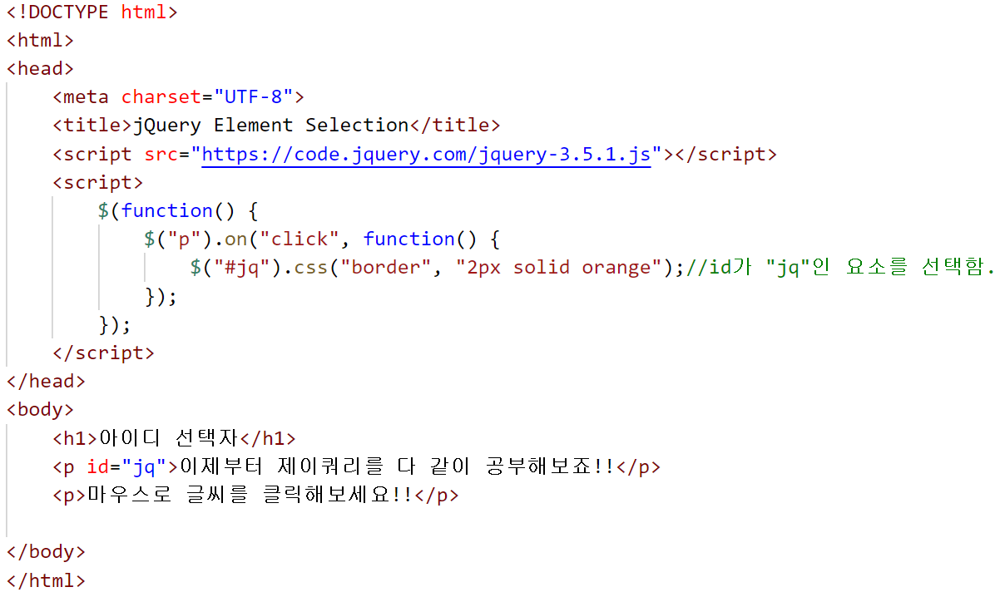 <!DOCTYPE html>
<html>
<head>
    <meta charset="UTF-8">
    <title>jQuery Element Selection</title>
    <script src="https://code.jquery.com/jquery-3.5.1.js"></script>
    <script>
        $(function() {
            $("p").on("click", function() {
                $("#jq").css("border", "2px solid orange");//id가 "jq"인 요소를 선택함.
            });
        });
    </script>
</head>
<body>
    <h1>아이디 선택자</h1>
    <p id="jq">이제부터 제이쿼리를 다 같이 공부해보죠!!</p>
    <p>마우스로 글씨를 클릭해보세요!!</p>

</body>
</html>